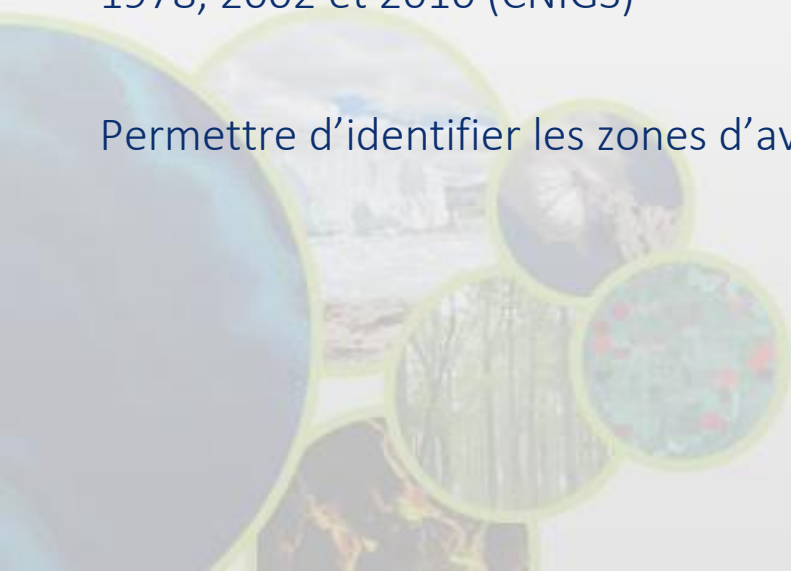 1978, 2002 et 2010 (CNIGS)
Permettre d’identifier les zones d’av